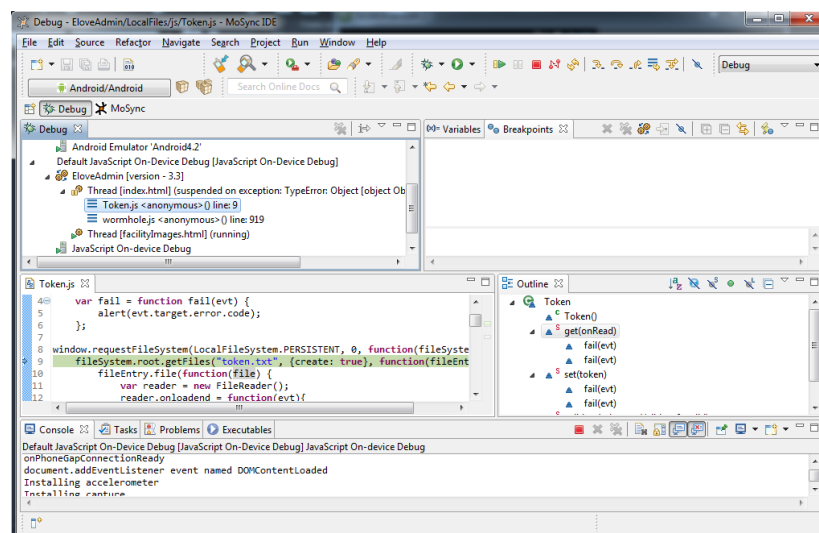 Debug - EloveAdmin/LocalFiles/js/Token.js - MoSync IDE
File Edit Source Refactor Navigate Search Project Run Window Help
Debug
Android/Android
Search Online Docs
Debug MoSync
Debug
(x)= Variables Breakpoints
Android Emulator 'Android4.2'
Default JavaScript On-Device Debug [JavaScript On-Device Debug]
EloveAdmin [version - 3.3]
Thread [index.html] (suspended on exception: TypeError: Object [object Ob
Token.js <anonymous>() line: 9
wormhole.js <anonymous>() line: 919
Thread [facilityImages.html] (running)
JavaScript On-device Debug
Token.js
4 var fail = function fail(evt) {
5 alert(evt.target.error.code);
6 };
7
8 window.requestFileSystem(LocalFileSystem.PERSISTENT, 0, function(fileSyste
9 fileSystem.root.getFiles("token.txt", {create: true}, function(fileEnt
10 fileEntry.file(function(file) {
11 var reader = new FileReader();
12 reader.onloadend = function(evt){
Outline
Token
Token()
S get(onRead)
fail(evt)
fail(evt)
S set(token)
fail(evt)
fail(evt)
Console Tasks Problems Executables
Default JavaScript On-Device Debug [JavaScript On-Device Debug] JavaScript On-device Debug
onPhoneGapConnectionReady
document.addEventListener event named DOMContentLoaded
Installing accelerometer
Installing capture